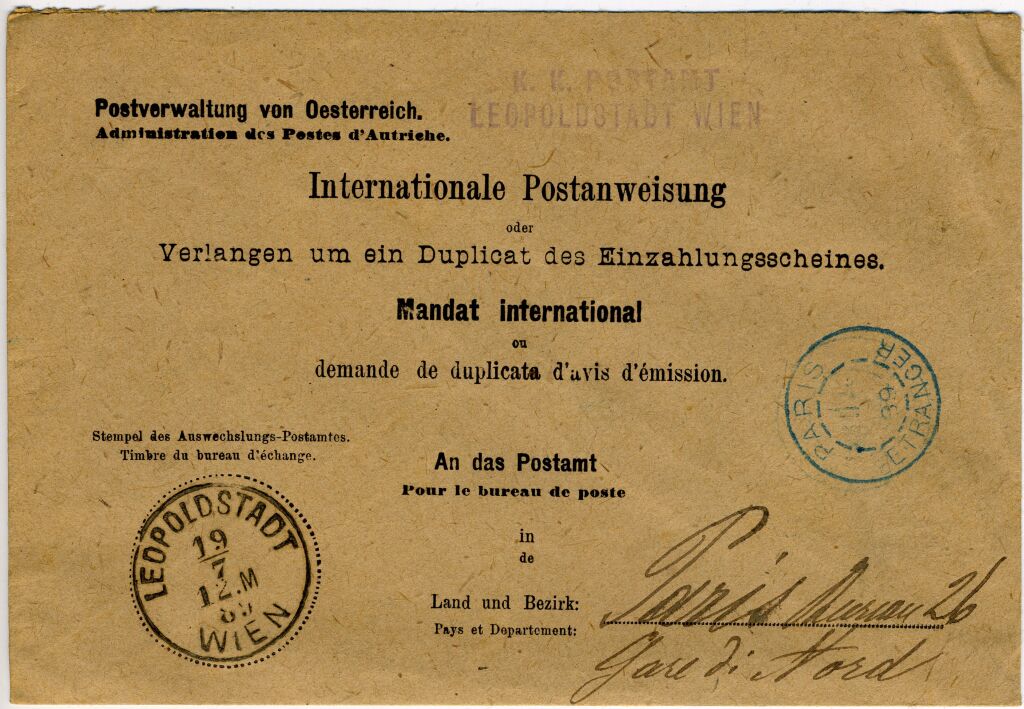 K. K. POSTAMT
LEOPOLDSTADT WIEN
Postverwaltung von Oesterreich.
Administration des Postes d'Autriche.
Internationale Postanweisung
oder
Verlangen um ein Duplicat des Einzahlungsscheines.
Mandat international
ou
demande de duplicata d'avis d'émission.
PARIS
ETRANGER
89
Stempel des Auswechslungs-Postamtes.
Timbre du bureau d'échange.
An das Postamt
Pour le bureau de poste
LEOPOLDSTADT
19
7
12.M
89
WIEN
in
de
Land und Bezirk:
Pays et Departement:
Paris Bureau 26
Gare di Nord